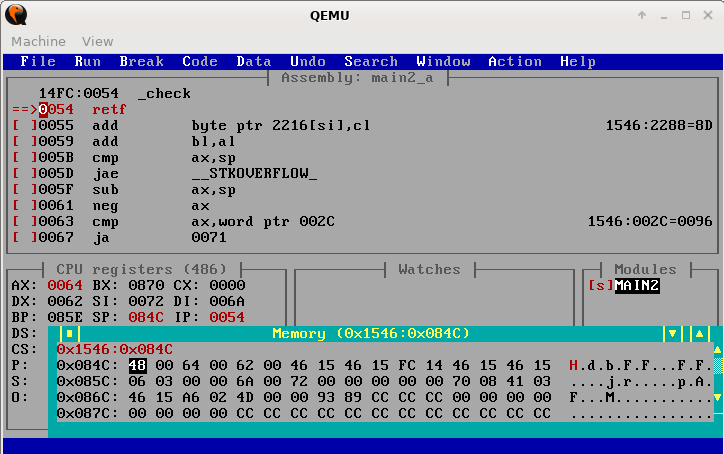 QEMU
Machine View
File Run Break Code Data Undo Search Window Action Help
Assembly: main2_a
14FC:0054 _check
==>0054 retf
[ ]0055 add byte ptr 2216[si],cl 1546:2288=8D
[ ]0059 add bl,al
[ ]005B cmp ax,sp
[ ]005D jae __STKOVERFLOW_
[ ]005F sub ax,sp
[ ]0061 neg ax
[ ]0063 cmp ax,word ptr 002C 1546:002C=0096
[ ]0067 ja 0071
CPU registers (486) Watches Modules
AX: 0064 BX: 0870 CX: 0000 [s]MAIN2
DX: 0062 SI: 0072 DI: 006A
BP: 085E SP: 084C IP: 0054
DS: Memory (0x1546:0x084C)
CS: 0x1546:0x084C
P: 0x084C: 48 00 64 00 62 00 46 15 46 15 FC 14 46 15 46 15 H.d.b.F.F...F.F.
S: 0x085C: 06 03 00 00 6A 00 72 00 00 00 00 00 70 08 41 03 ....j.r.....p.A.
O: 0x086C: 46 15 A6 02 4D 00 00 93 89 CC CC CC 00 00 00 00 F...M...........
0x087C: 00 00 00 00 CC CC CC CC CC CC CC CC CC CC CC CC ................